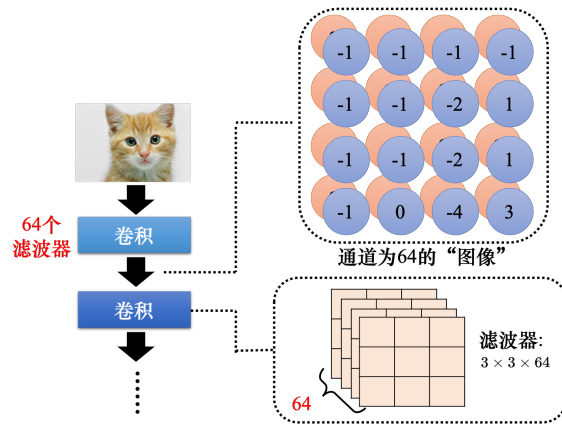 -1 -1 -1 -1
-1 -1 -2 1
-1 -1 -2 1
-1 0 -4 3
通道为64的“图像”
64个
滤波器
卷积
卷积
滤波器:
3 × 3 × 64
64